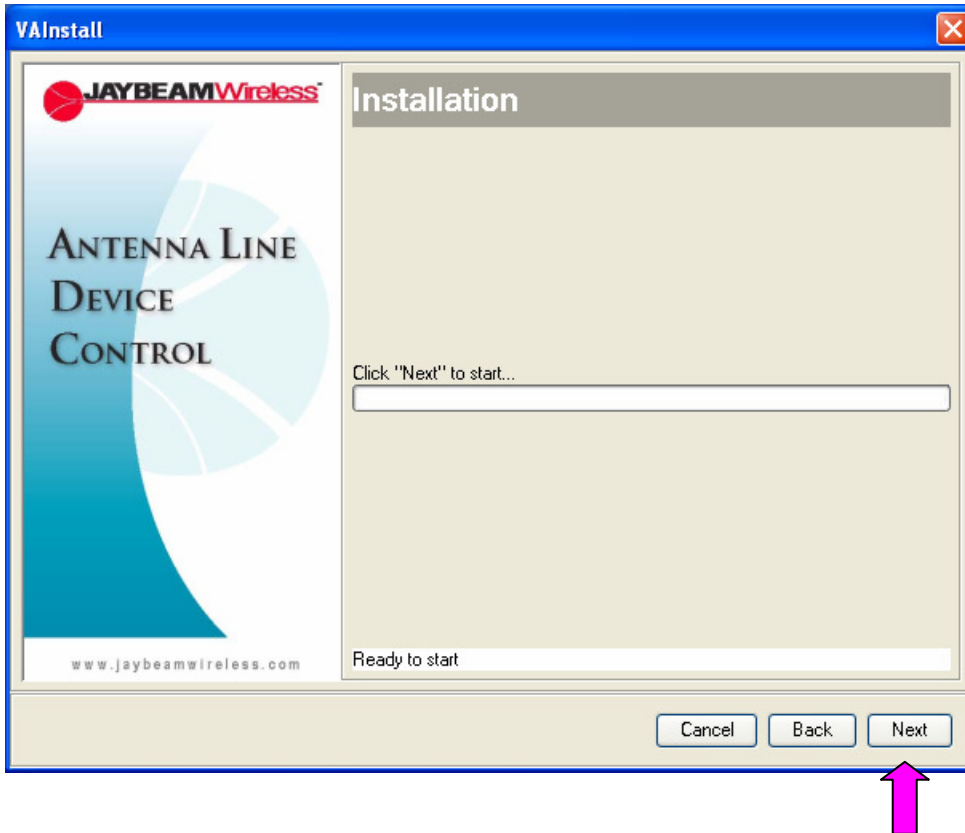 VAInstall
JAYBEAMWireless
Installation
ANTENNA LINE
DEVICE
CONTROL
Click "Next" to start...
www.jaybeamwireless.com
Ready to start
Cancel
Back
Next